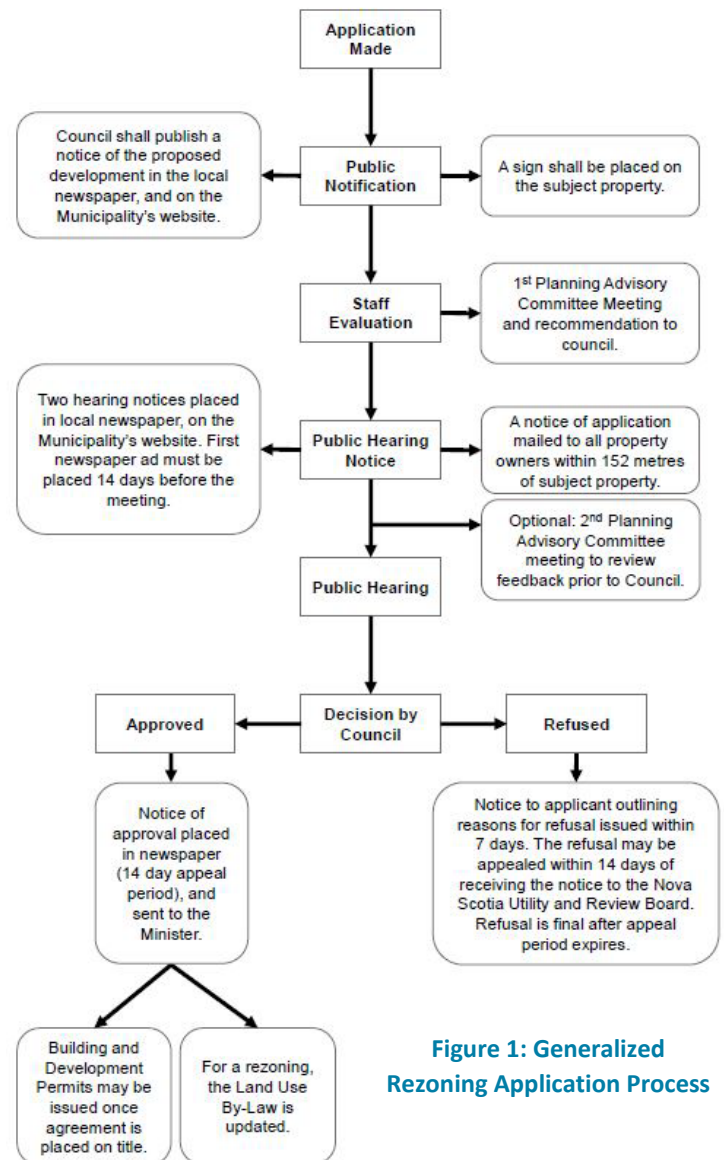 Application
Made
Council shall publish a
notice of the proposed
development in the local
newspaper, and on the
Municipality's website.
Public
Notification
A sign shall be placed on
the subject property.
Staff
Evaluation
1st Planning Advisory
Committee Meeting
and recommendation to
council.
Two hearing notices placed
in local newspaper, on the
Municipality's website. First
newspaper ad must be
placed 14 days before the
meeting.
Public Hearing
Notice
A notice of application
mailed to all property
owners within 152 metres
of subject property.
Optional: 2nd Planning
Advisory Committee
meeting to review
feedback prior to Council.
Public Hearing
Approved
Decision by
Council
Refused
Notice of
approval placed
in newspaper
(14 day appeal
period), and
sent to the
Minister.
Notice to applicant outlining
reasons for refusal issued within
7 days. The refusal may be
appealed within 14 days of
receiving the notice to the Nova
Scotia Utility and Review Board.
Refusal is final after appeal
period expires.
Building and
Development
Permits may be
issued once
agreement is
placed on title.
For a rezoning,
the Land Use
By-Law is
updated.
Figure 1: Generalized
Rezoning Application Process